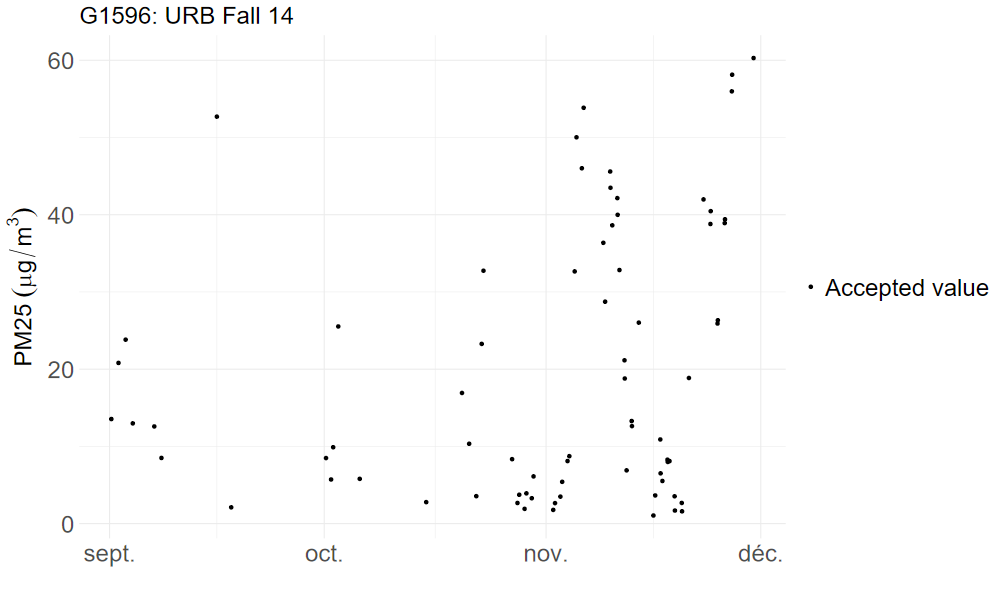 G1596: URB Fall 14
60
40
20
0
PM25 (μg/m³)
sept.
oct.
nov.
déc.
Accepted value